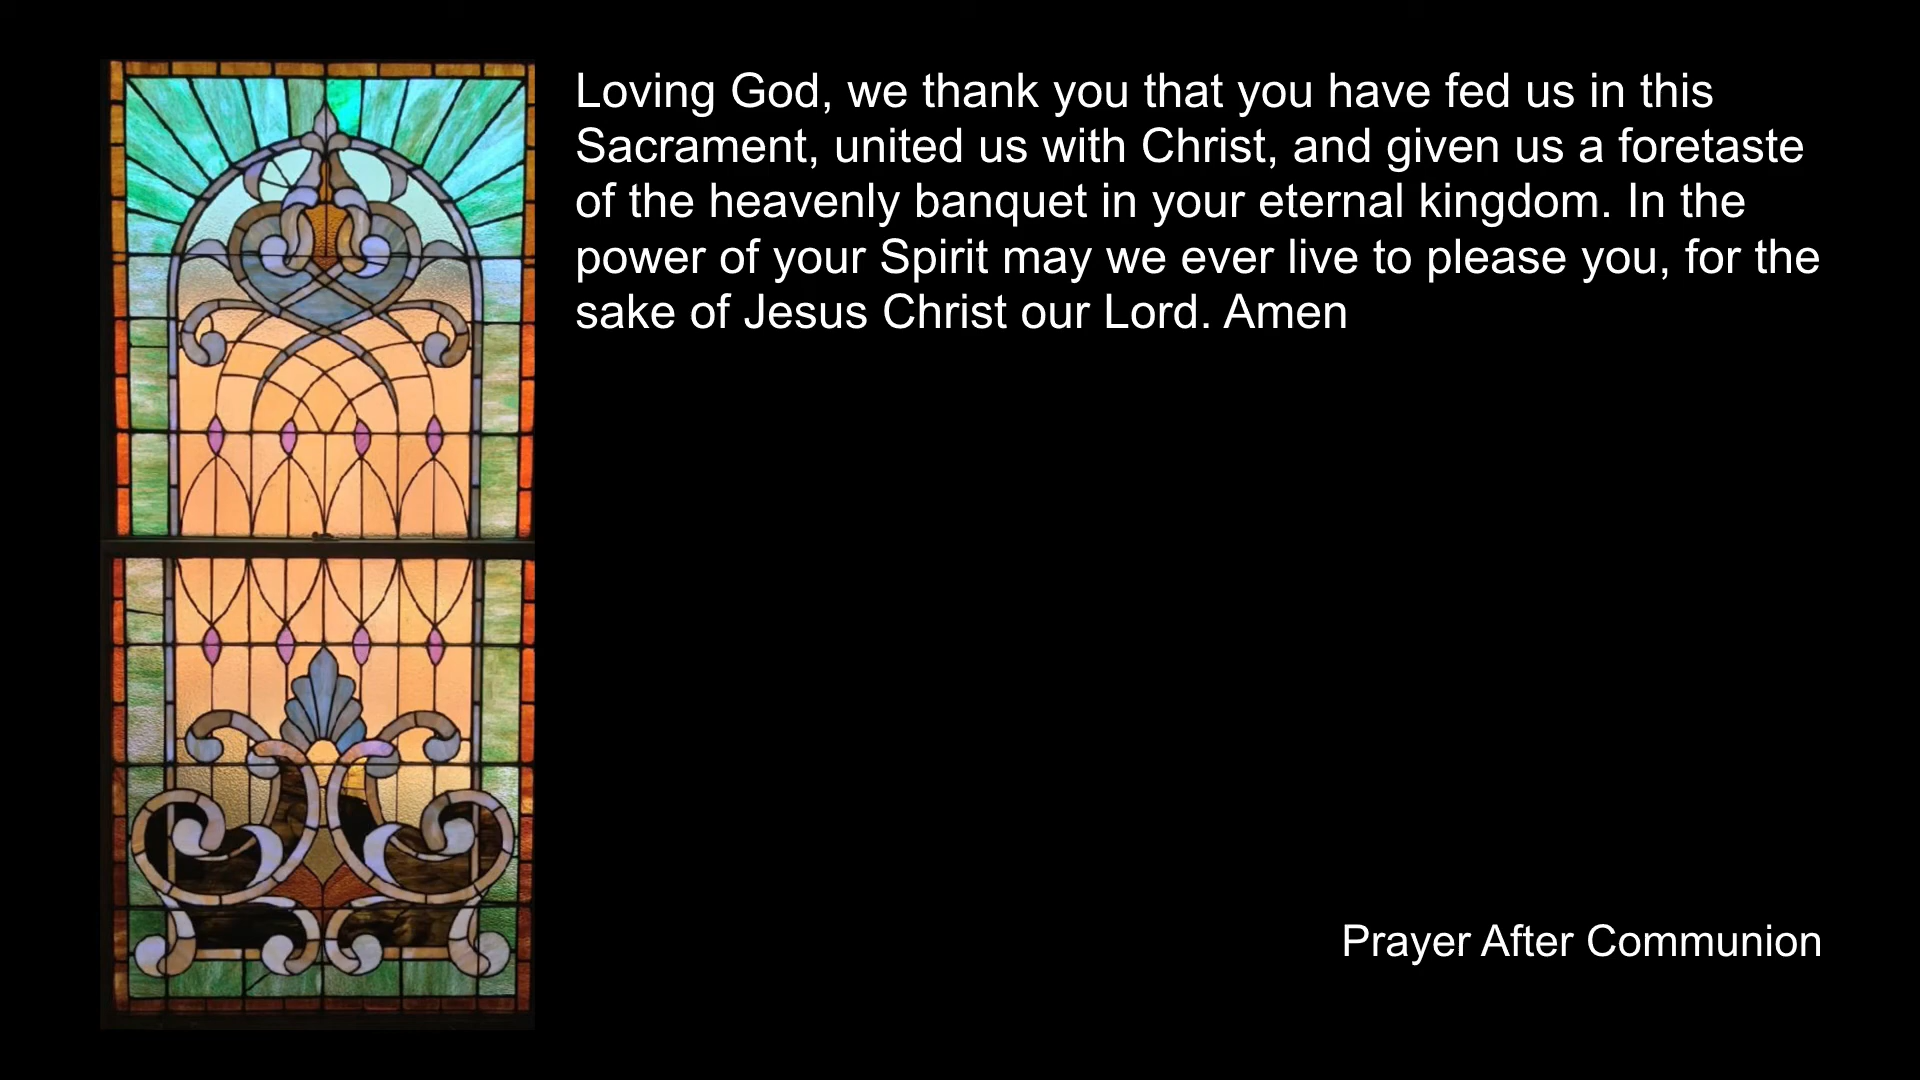 Loving God, we thank you that you have fed us in this
Sacrament, united us with Christ, and given us a foretaste
of the heavenly banquet in your eternal kingdom. In the
power of your Spirit may we ever live to please you, for the
sake of Jesus Christ our Lord. Amen
Prayer After Communion